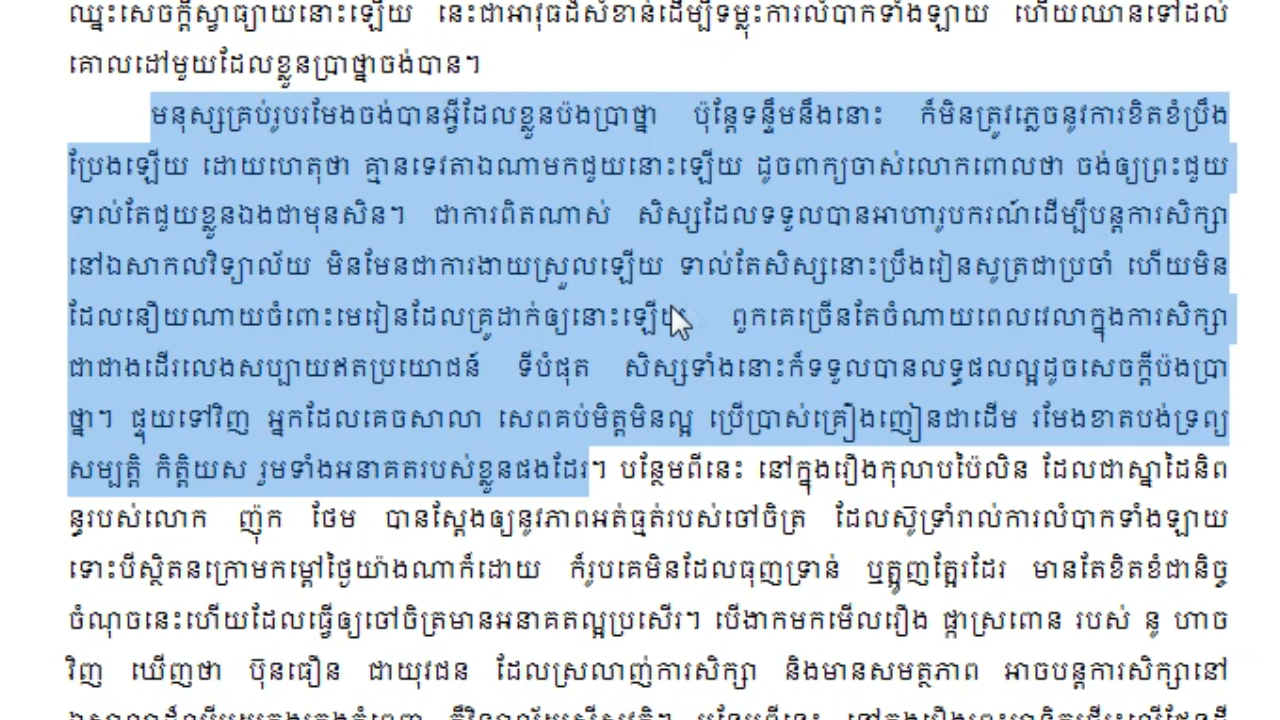 ឈ្នះសេចក្ដីស្វាធ្យាយនោះឡើយ នេះជាអាវុធដ៏សំខាន់ដើម្បីទម្លុះការលំបាកទាំងឡាយ ហើយឈានទៅដល់
គោលដៅមួយដែលខ្លួនប្រាថ្នាចង់បាន។
មនុស្សគ្រប់រូបរមែងចង់បានអ្វីដែលខ្លួនប៉ងប្រាថ្នា ប៉ុន្តែទន្ទឹមនឹងនោះ ក៏មិនត្រូវភ្លេចនូវការខិតខំប្រឹង
ប្រែងឡើយ ដោយហេតុថា គ្មានទេវតាឯណាមកជួយនោះឡើយ ដូចពាក្យចាស់លោកពោលថា ចង់ឲ្យព្រះជួយ
ទាល់តែជួយខ្លួនឯងជាមុនសិន។ ជាការពិតណាស់ សិស្សដែលទទួលបានអាហារូបករណ៍ដើម្បីបន្តការសិក្សា
នៅឯសាកលវិទ្យាល័យ មិនមែនជាការងាយស្រួលឡើយ ទាល់តែសិស្សនោះប្រឹងរៀនសូត្រជាប្រចាំ ហើយមិន
ដែលនឿយណាយចំពោះមេរៀនដែលគ្រូដាក់ឲ្យនោះឡើយ ពួកគេច្រើនតែចំណាយពេលវេលាក្នុងការសិក្សា
ជាជាងដើរលេងសប្បាយឥតប្រយោជន៍ ទីបំផុត សិស្សទាំងនោះក៏ទទួលបានលទ្ធផលល្អដូចសេចក្ដីប៉ងប្រា
ថ្នា។ ផ្ទុយទៅវិញ អ្នកដែលគេចសាលា សេពគប់មិត្តមិនល្អ ប្រើប្រាស់គ្រឿងញៀនជាដើម រមែងខាតបង់ទ្រព្យ
សម្បត្តិ កិត្តិយស រួមទាំងអនាគតរបស់ខ្លួនផងដែរ។ បន្ថែមពីនេះ នៅក្នុងរឿងកុលាបប៉ៃលិន ដែលជាស្នាដៃនិព
ន្ធរបស់លោក ញ៉ុក ថែម បានស្ដែងឲ្យនូវភាពអត់ធ្មត់របស់ចៅចិត្រ ដែលស៊ូទ្រាំរាល់ការលំបាកទាំងឡាយ
ទោះបីស្ថិតនក្រោមកម្ដៅថ្ងៃយ៉ាងណាក៏ដោយ ក៏រូបគេមិនដែលធុញទ្រាន់ ឬត្អូញត្អែរដែរ មានតែខិតខំជានិច្ច
ចំណុចនេះហើយដែលធ្វើឲ្យចៅចិត្រមានអនាគតល្អប្រសើរ។ បើងាកមកមើលរឿង ផ្កាស្រពោន របស់ នូ ហាច
វិញ ឃើញថា ប៊ុនធឿន ជាយុវជន ដែលស្រលាញ់ការសិក្សា និងមានសមត្ថភាព អាចបន្តការសិក្សានៅ